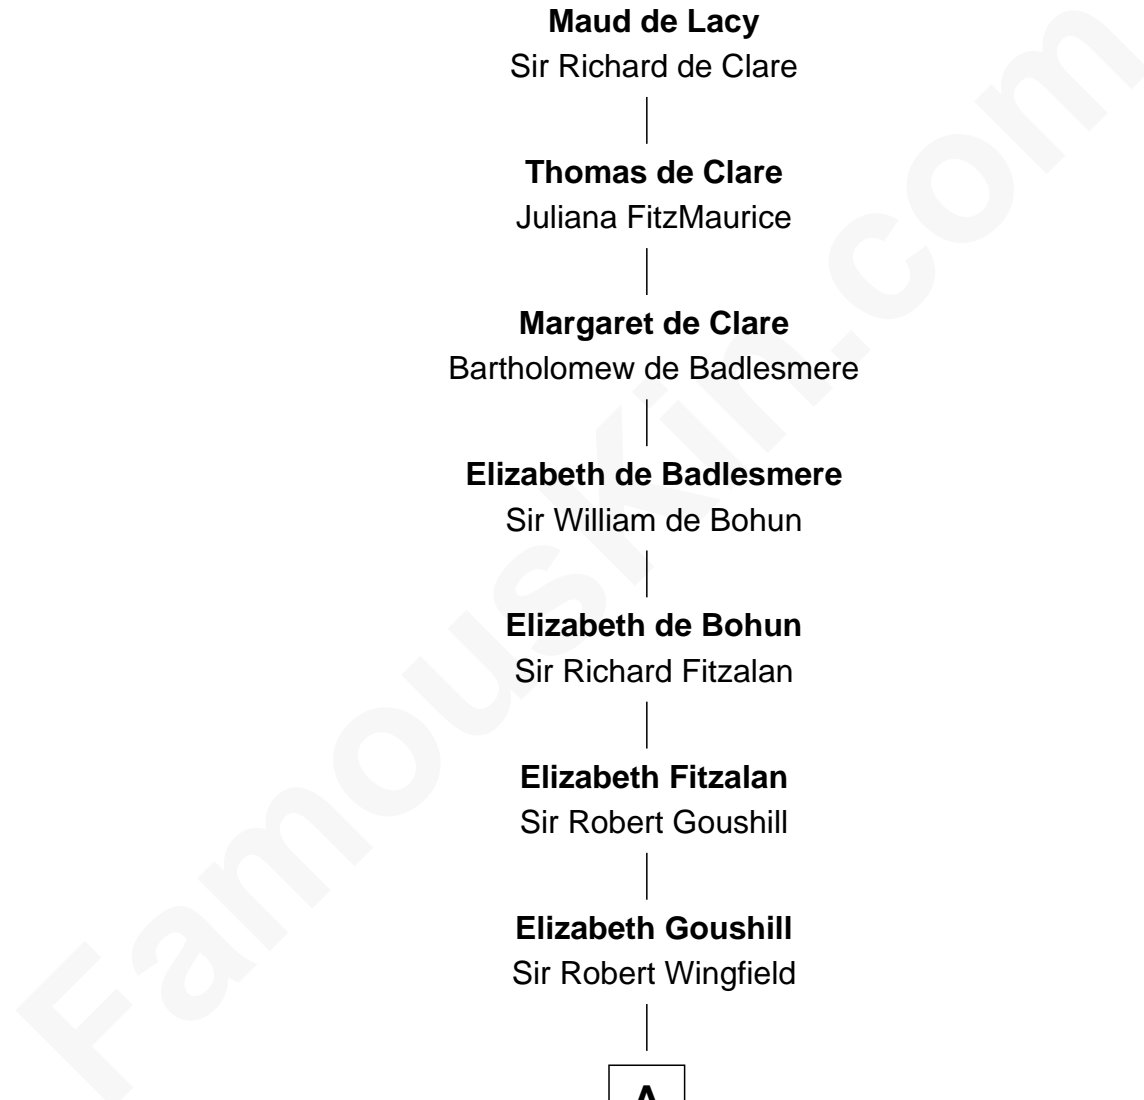 Maud de Lacy
Sir Richard de Clare
Thomas de Clare
Juliana FitzMaurice
Margaret de Clare
Bartholomew de Badlesmere
Elizabeth de Badlesmere
Sir William de Bohun
Elizabeth de Bohun
Sir Richard Fitzalan
Elizabeth Fitzalan
Sir Robert Goushill
Elizabeth Goushill
Sir Robert Wingfield
A
FamousKin.com